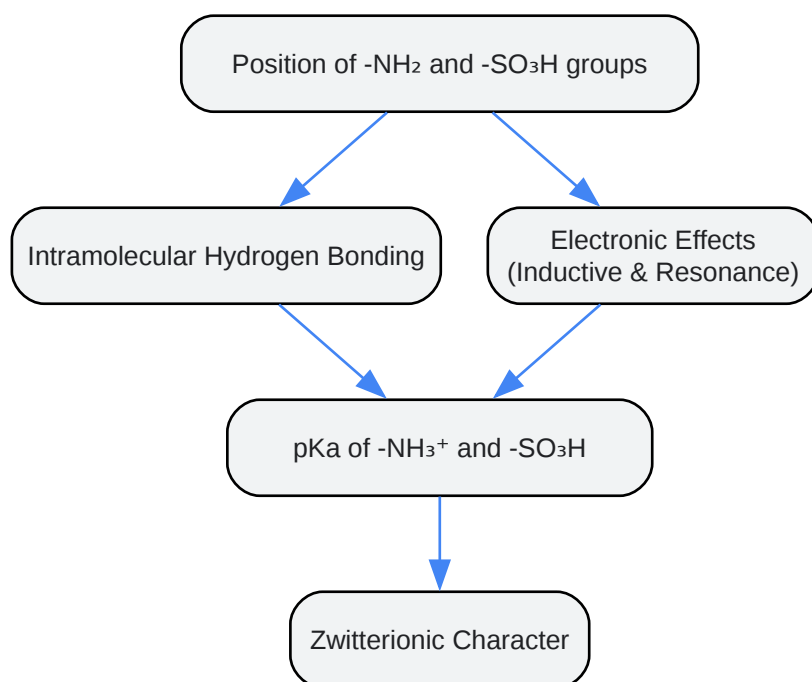 Position of -NH₂ and -SO₃H groups
Intramolecular Hydrogen Bonding
Electronic Effects
(Inductive & Resonance)
pKa of -NH₃⁺ and -SO₃H
Zwitterionic Character